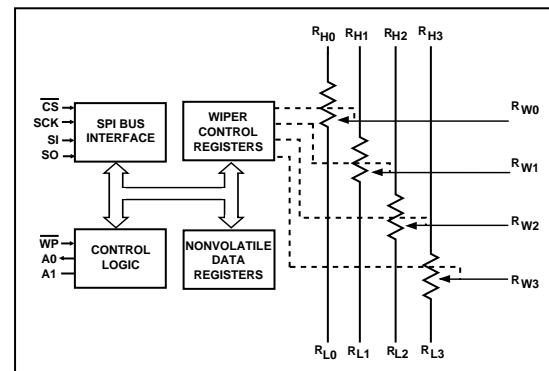 RH0 RH1 RH2 RH3
CS
SCK
SI
SO
SPI BUS
INTERFACE
WIPER
CONTROL
REGISTERS
RW0
RW1
RW2
RW3
WP
A0
A1
CONTROL
LOGIC
NONVOLATILE
DATA
REGISTERS
RL0 RL1 RL2 RL3